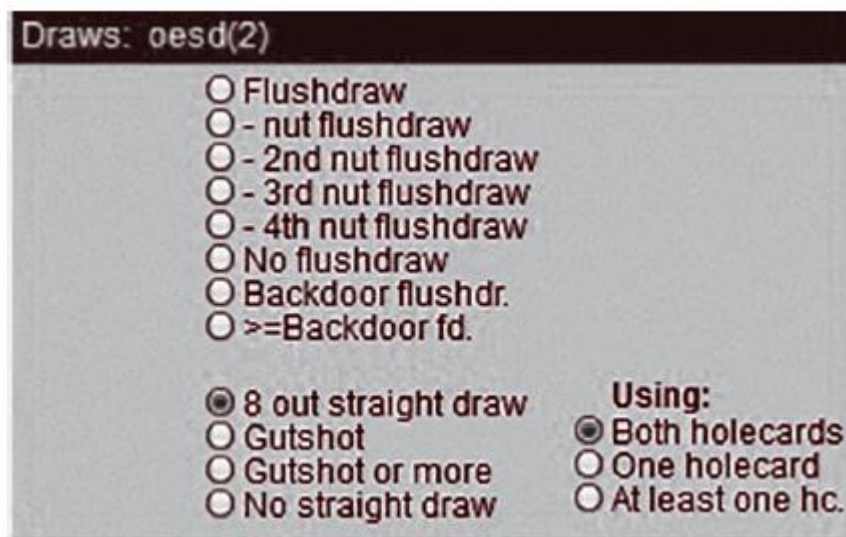 Draws: oesd(2)
Flushdraw
- nut flushdraw
- 2nd nut flushdraw
- 3rd nut flushdraw
- 4th nut flushdraw
No flushdraw
Backdoor flushdr.
>=Backdoor fd.
8 out straight draw
Gutshot
Gutshot or more
No straight draw
Using:
Both holecards
One holecard
At least one hc.